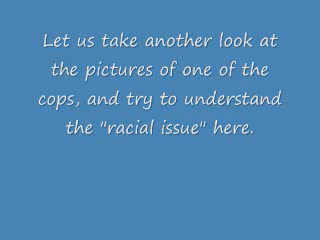 Let us take another look at
the pictures of one of the
cops, and try to understand
the "racial issue" here.